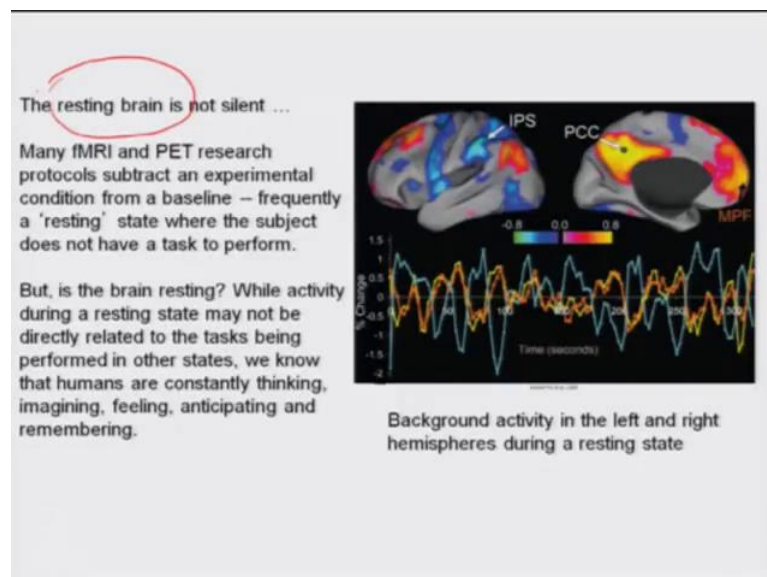 The resting brain is not silent ...
Many fMRI and PET research
protocols subtract an experimental
condition from a baseline -- frequently
a 'resting' state where the subject
does not have a task to perform.
But, is the brain resting? While activity
during a resting state may not be
directly related to the tasks being
performed in other states, we know
that humans are constantly thinking,
imagining, feeling, anticipating and
remembering.
IPS
PCC
MPF
-0.8 0.0 0.8
% Change
1.5
1
0.5
0
-0.5
-1
-1.5
-2
50 100 200 250 300
Time (seconds)
Background activity in the left and right
hemispheres during a resting state